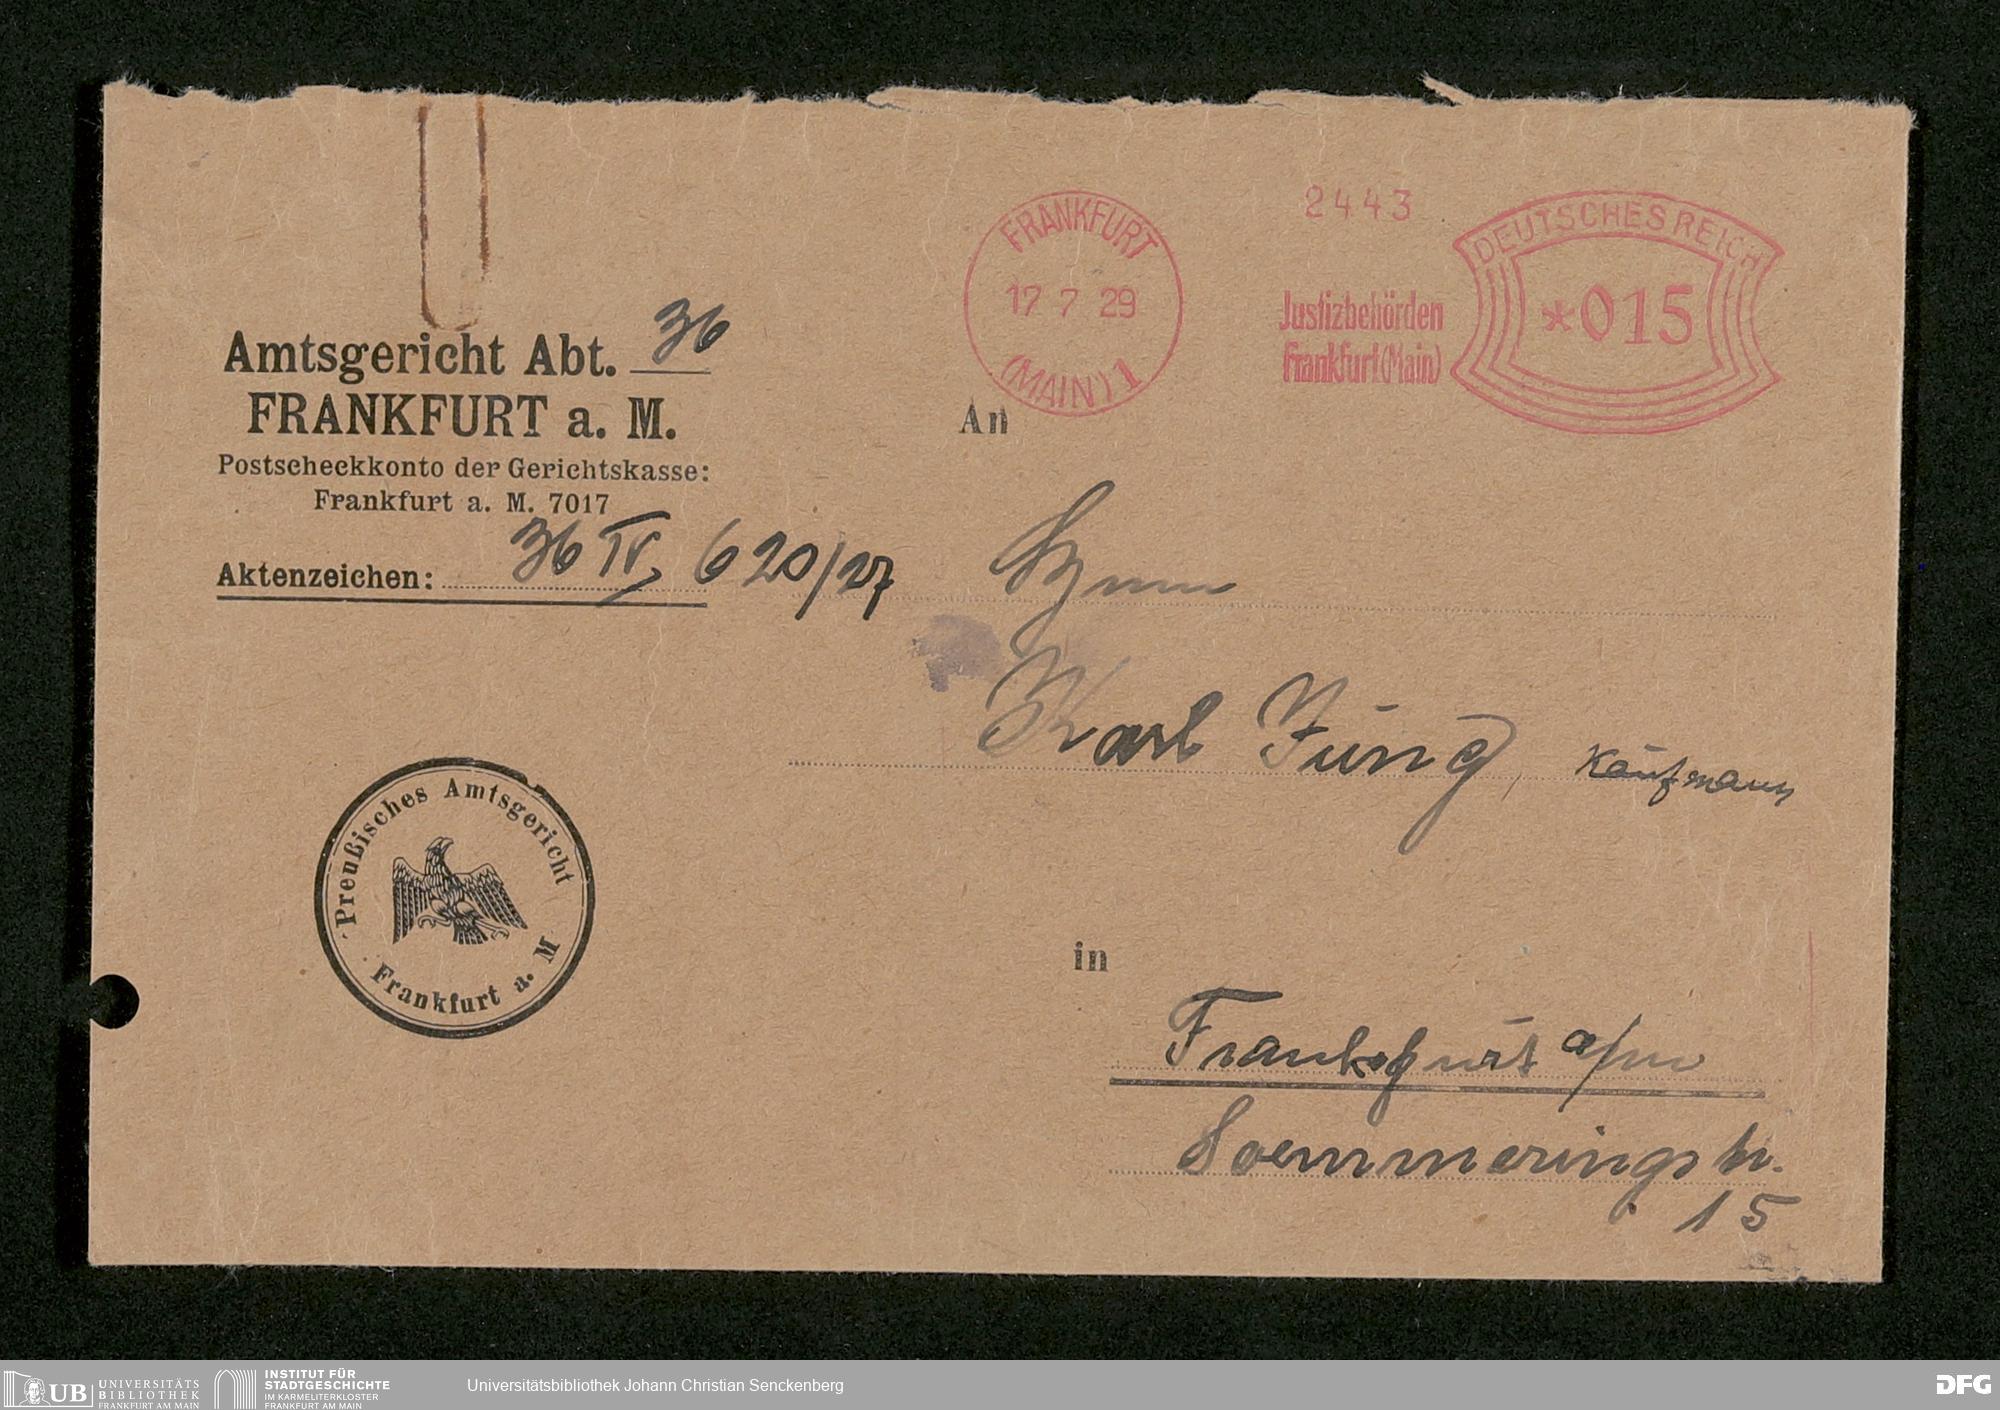 2443
FRANKFURT
17 7 29
(MAIN) 1
Justizbehörden
Frankfurt (Main)
DEUTSCHES REICH
*015
Amtsgericht Abt. 36
FRANKFURT a. M.
Postscheckkonto der Gerichtskasse:
Frankfurt a. M. 7017
Aktenzeichen: 36 IV, 620/27
An
Herrn
Karl Jung, Kaufmann
Preußisches Amtsgericht
Frankfurt a. M
in
Frankfurt a/m
Soemmeringstr.
15
UB
UNIVERSITÄTS
BIBLIOTHEK
FRANKFURT AM MAIN
INSTITUT FÜR
STADTGESCHICHTE
IM KARMELITERKLOSTER
FRANKFURT AM MAIN
Universitätsbibliothek Johann Christian Senckenberg
DFG